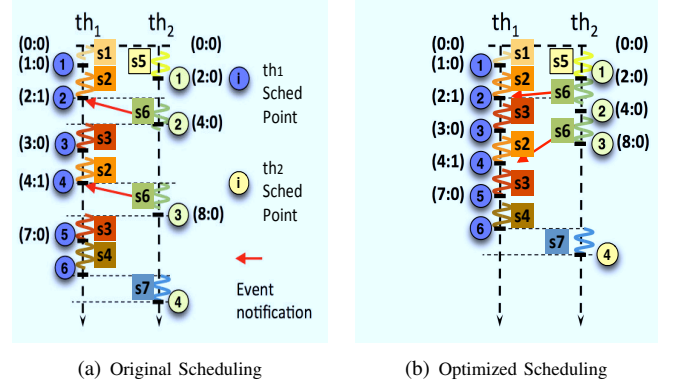 th1 th2
(0:0) (0:0)
s1
s5
(1:0) 1
1 (2:0)
s2
(2:1) 2
s6
2 (4:0)
s3
(3:0) 3
s2
(4:1) 4
s6
3 (8:0)
s3
(7:0) 5
s4
6
s7
4
i th1
Sched
Point
i th2
Sched
Point
Event
notification
(a) Original Scheduling
th1 th2
(0:0) (0:0)
s1
s5
(1:0) 1
1 (2:0)
s2
s6
(2:1) 2
2 (4:0)
s3
s6
(3:0) 3
3 (8:0)
s2
(4:1) 4
s3
(7:0) 5
s4
6
s7
4
(b) Optimized Scheduling